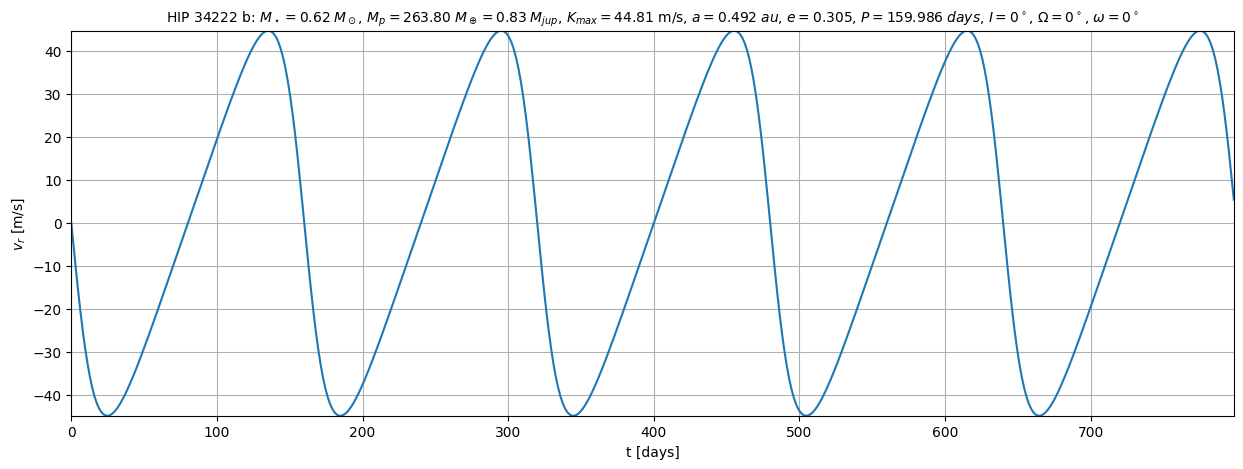 HIP 34222 b: M⋆ = 0.62 M⊙, Mp = 263.80 M⊕ = 0.83 Mjup, Kmax = 44.81 m/s, a = 0.492 au, e = 0.305, P = 159.986 days, I = 0°, Ω = 0°, ω = 0°
40
30
20
10
0
−10
−20
−30
−40
vr [m/s]
0 100 200 300 400 500 600 700
t [days]